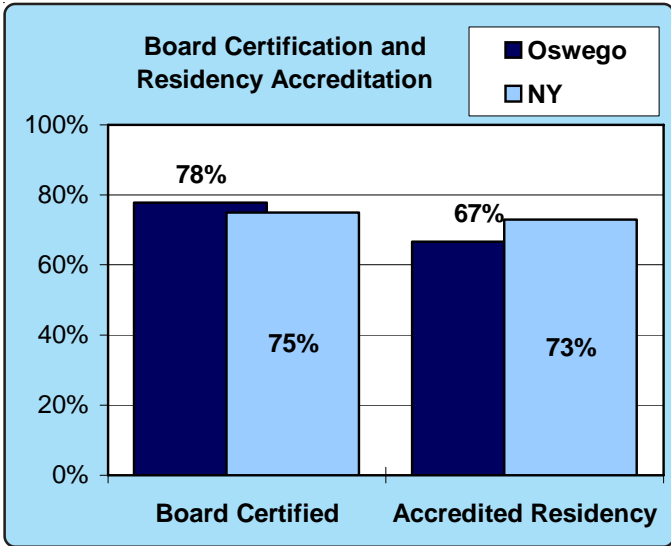 Board Certification and
Residency Accreditation
Oswego
NY
100%
80%
60%
40%
20%
0%
78%
75%
67%
73%
Board Certified
Accredited Residency